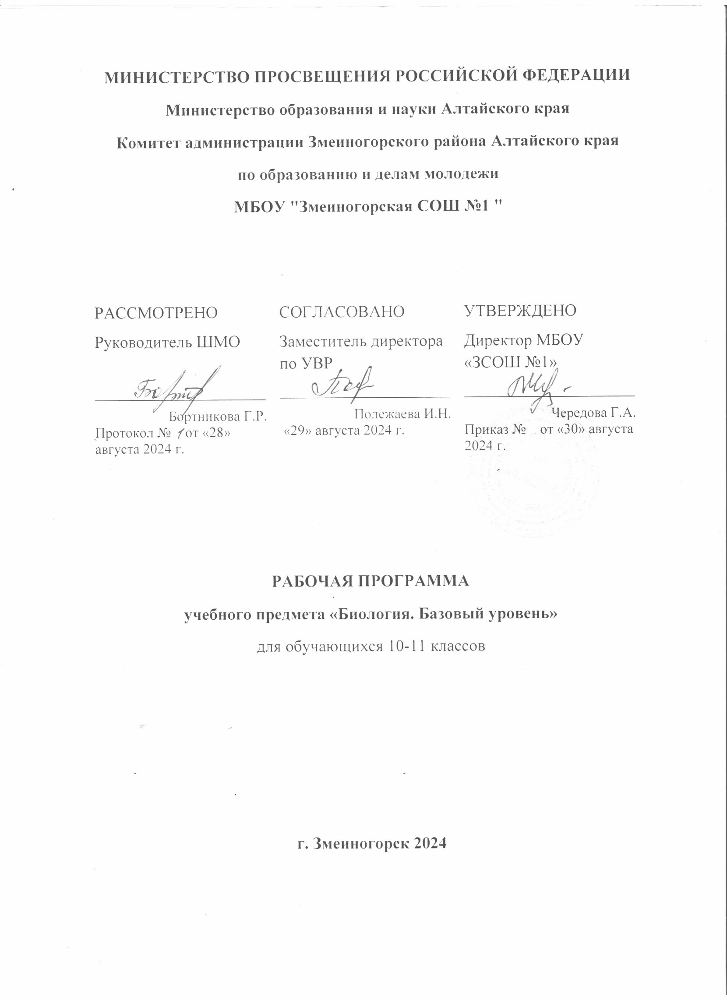 МИНИСТЕРСТВО ПРОСВЕЩЕНИЯ РОССИЙСКОЙ ФЕДЕРАЦИИ
Министерство образования и науки Алтайского края
Комитет администрации Змеиногорского района Алтайского края
по образованию и делам молодежи
МБОУ "Змеиногорская СОШ №1 "
РАССМОТРЕНО
Руководитель ШМО
Бортникова Г.Р.
Протокол № 1 от «28»
августа 2024 г.
СОГЛАСОВАНО
Заместитель директора
по УВР
Полежаева И.Н.
«29» августа 2024 г.
УТВЕРЖДЕНО
Директор МБОУ
«ЗСОШ №1»
Чередова Г.А.
Приказ № от «30» августа
2024 г.
РАБОЧАЯ ПРОГРАММА
учебного предмета «Биология. Базовый уровень»
для обучающихся 10-11 классов
г. Змеиногорск 2024